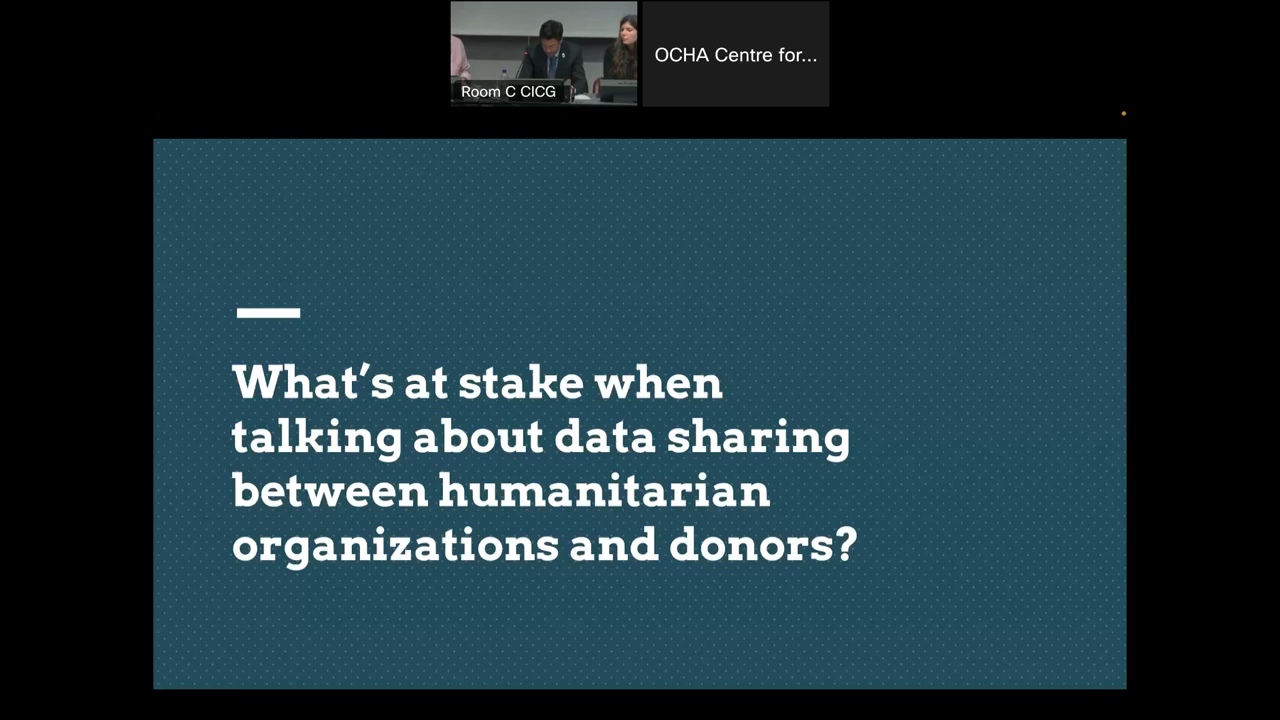 Room C CICG
OCHA Centre for...
What's at stake when
talking about data sharing
between humanitarian
organizations and donors?